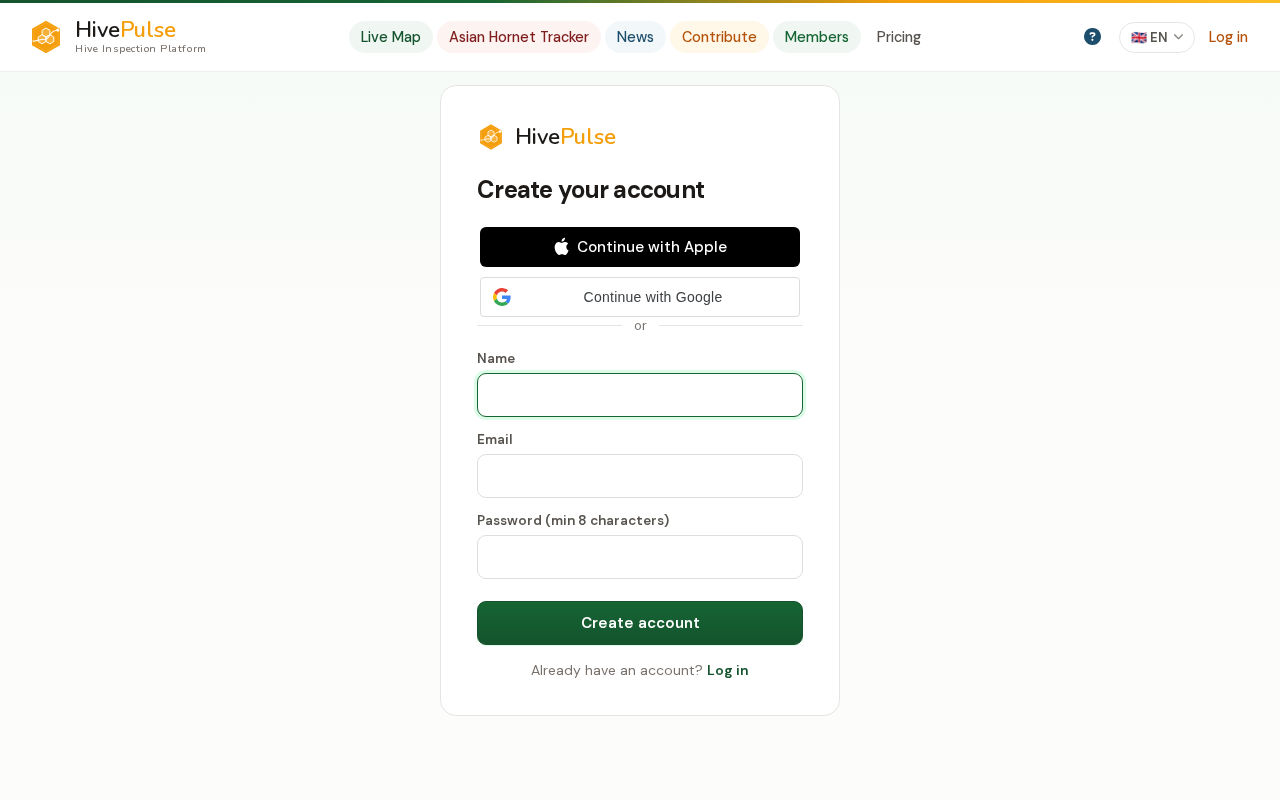 HivePulse
Hive Inspection Platform
Live Map
Asian Hornet Tracker
News
Contribute
Members
Pricing
?
🇬🇧 EN
Log in
HivePulse
Create your account
Continue with Apple
Continue with Google
or
Name
Email
Password (min 8 characters)
Create account
Already have an account? Log in